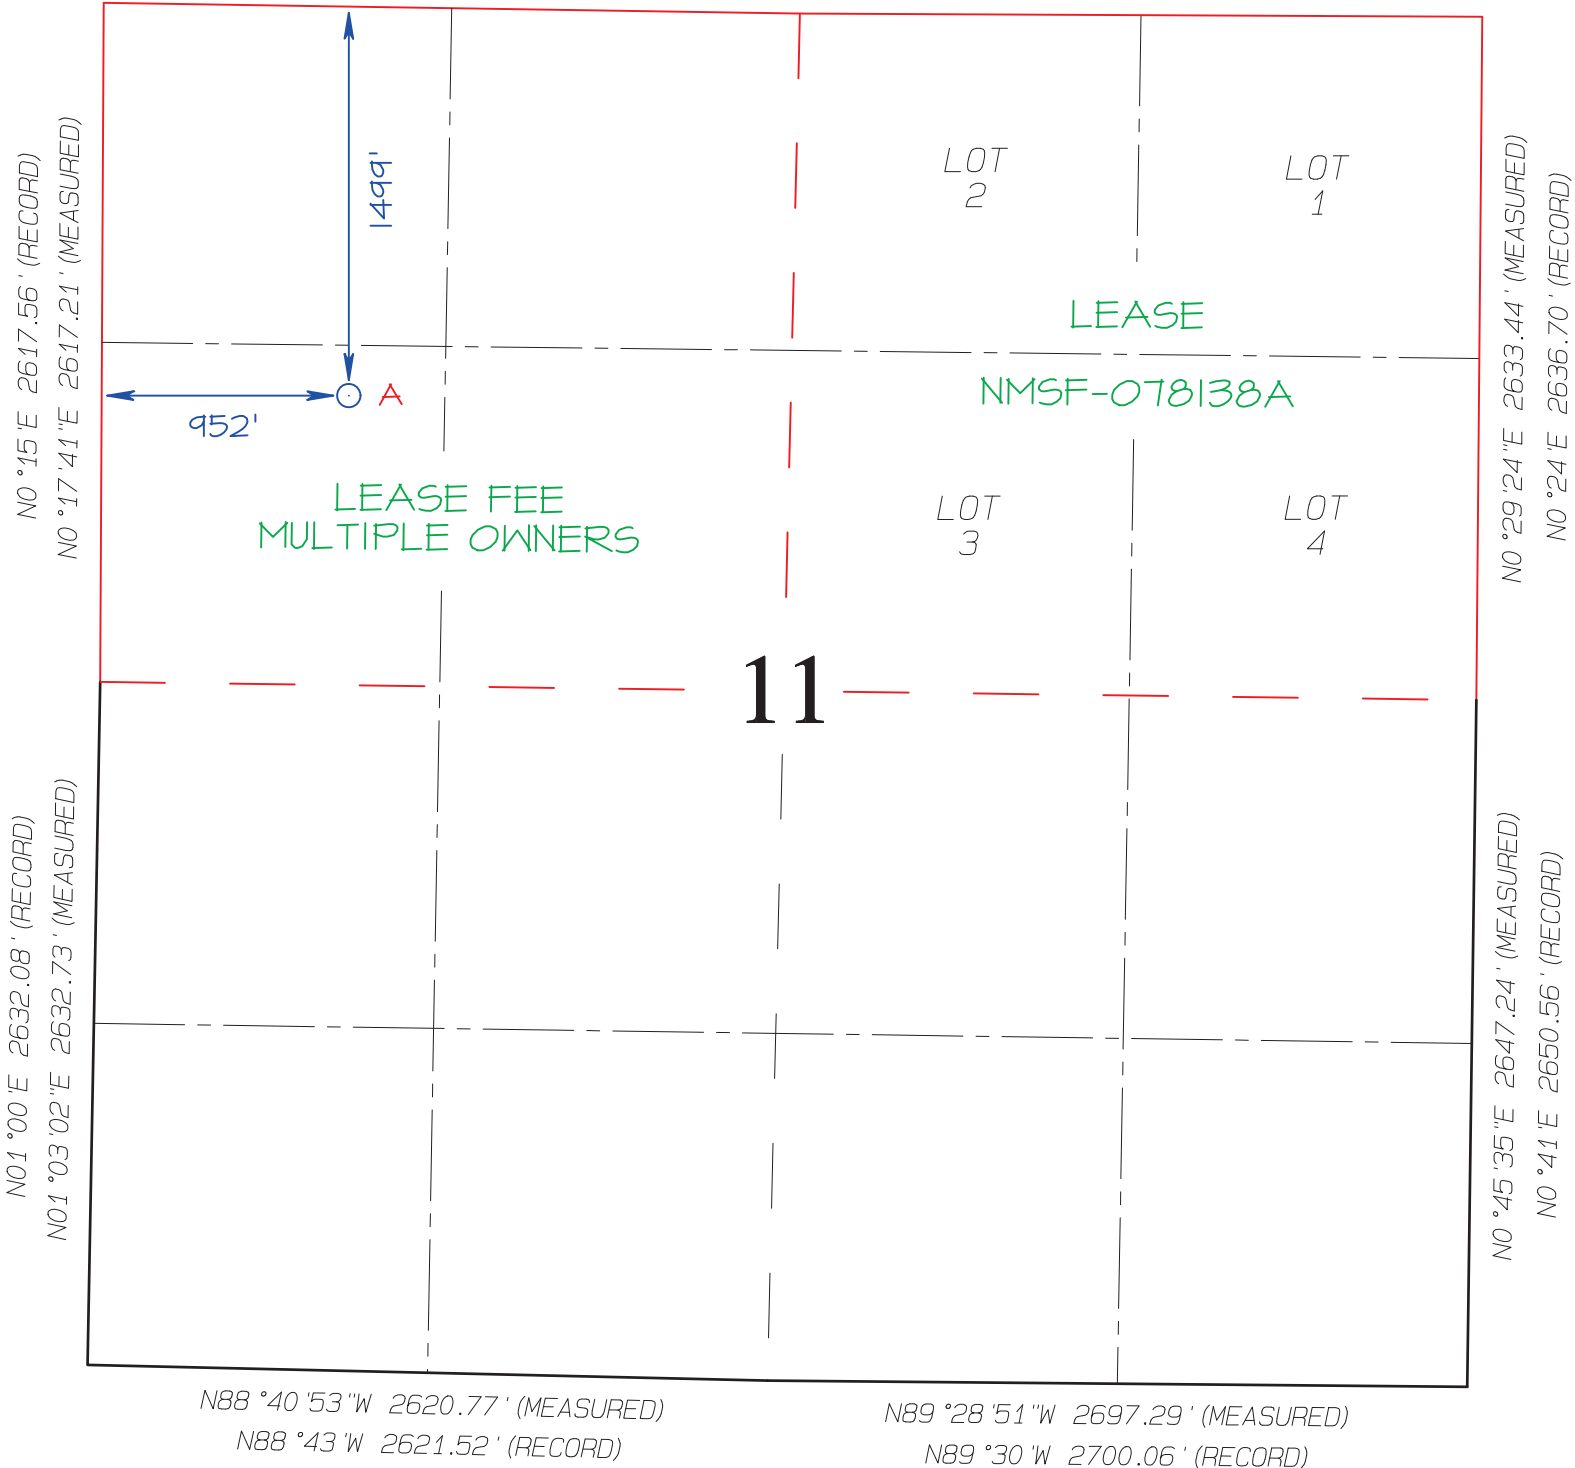 1499'
LOT
2
LOT
1
N0°15'E 2617.56' (RECORD)
N0°17'41"E 2617.21' (MEASURED)
N0°29'24"E 2633.44' (MEASURED)
N0°24'E 2636.70' (RECORD)
LEASE
NMSF-078138A
952'
A
LEASE FEE
MULTIPLE OWNERS
LOT
3
LOT
4
11
N01°00'E 2632.08' (RECORD)
N01°03'02"E 2632.73' (MEASURED)
N0°45'35"E 2647.24' (MEASURED)
N0°41'E 2650.56' (RECORD)
N88°40'53"W 2620.77' (MEASURED)
N88°43'W 2621.52' (RECORD)
N89°28'51"W 2697.29' (MEASURED)
N89°30'W 2700.06' (RECORD)